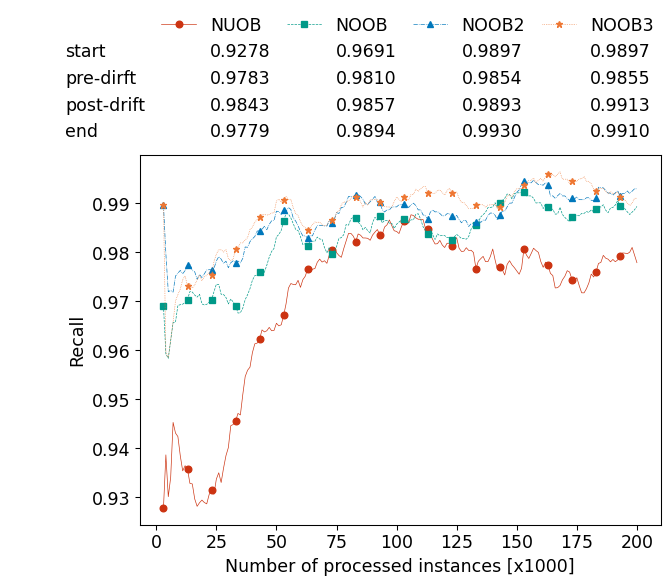 NUOB NOOB NOOB2 NOOB3
start 0.9278 0.9691 0.9897 0.9897
pre-dirft 0.9783 0.9810 0.9854 0.9855
post-drift 0.9843 0.9857 0.9893 0.9913
end 0.9779 0.9894 0.9930 0.9910
0.99
0.98
0.97
0.96
0.95
0.94
0.93
Recall
0 25 50 75 100 125 150 175 200
Number of processed instances [x1000]